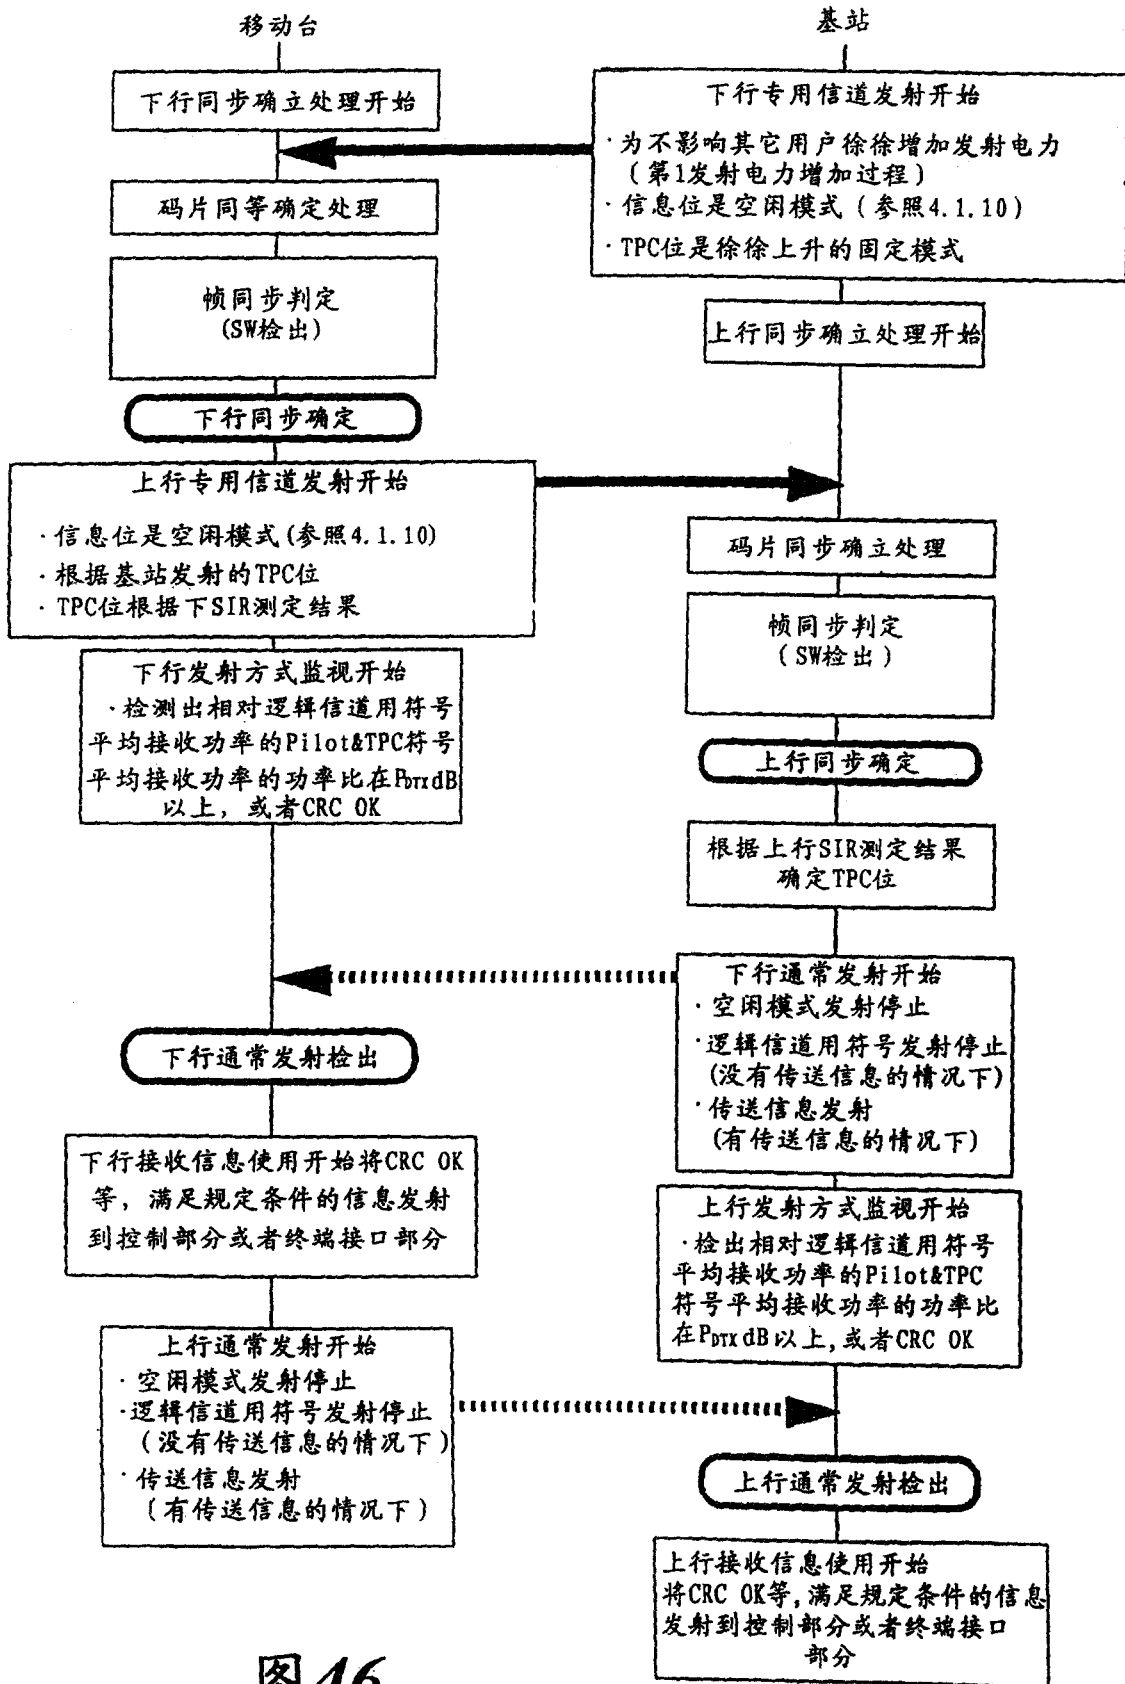 移动台
基站
下行同步确立处理开始
下行专用信道发射开始
·为不影响其它用户徐徐增加发射电力
(第1发射电力增加过程)
·信息位是空闲模式(参照4.1.10)
·TPC位是徐徐上升的固定模式
码片同等确定处理
帧同步判定
(SW检出)
上行同步确立处理开始
下行同步确定
上行专用信道发射开始
·信息位是空闲模式(参照4.1.10)
·根据基站发射的TPC位
·TPC位根据下SIR测定结果
码片同步确立处理
帧同步判定
(SW检出)
下行发射方式监视开始
·检测出相对逻辑信道用符号
平均接收功率的Pilot&TPC符号
平均接收功率的功率比在PDTXdB
以上,或者CRC OK
上行同步确定
根据上行SIR测定结果
确定TPC位
下行通常发射开始
·空闲模式发射停止
·逻辑信道用符号发射停止
(没有传送信息的情况下)
·传送信息发射
(有传送信息的情况下)
下行通常发射检出
下行接收信息使用开始将CRC OK
等,满足规定条件的信息发射
到控制部分或者终端接口部分
上行发射方式监视开始
·检出相对逻辑信道用符号
平均接收功率的Pilot&TPC
符号平均接收功率的功率比
在PDTXdB以上,或者CRC OK
上行通常发射开始
·空闲模式发射停止
·逻辑信道用符号发射停止
(没有传送信息的情况下)
·传送信息发射
(有传送信息的情况下)
上行通常发射检出
上行接收信息使用开始
将CRC OK等,满足规定条件的信息
发射到控制部分或者终端接口
部分
图46